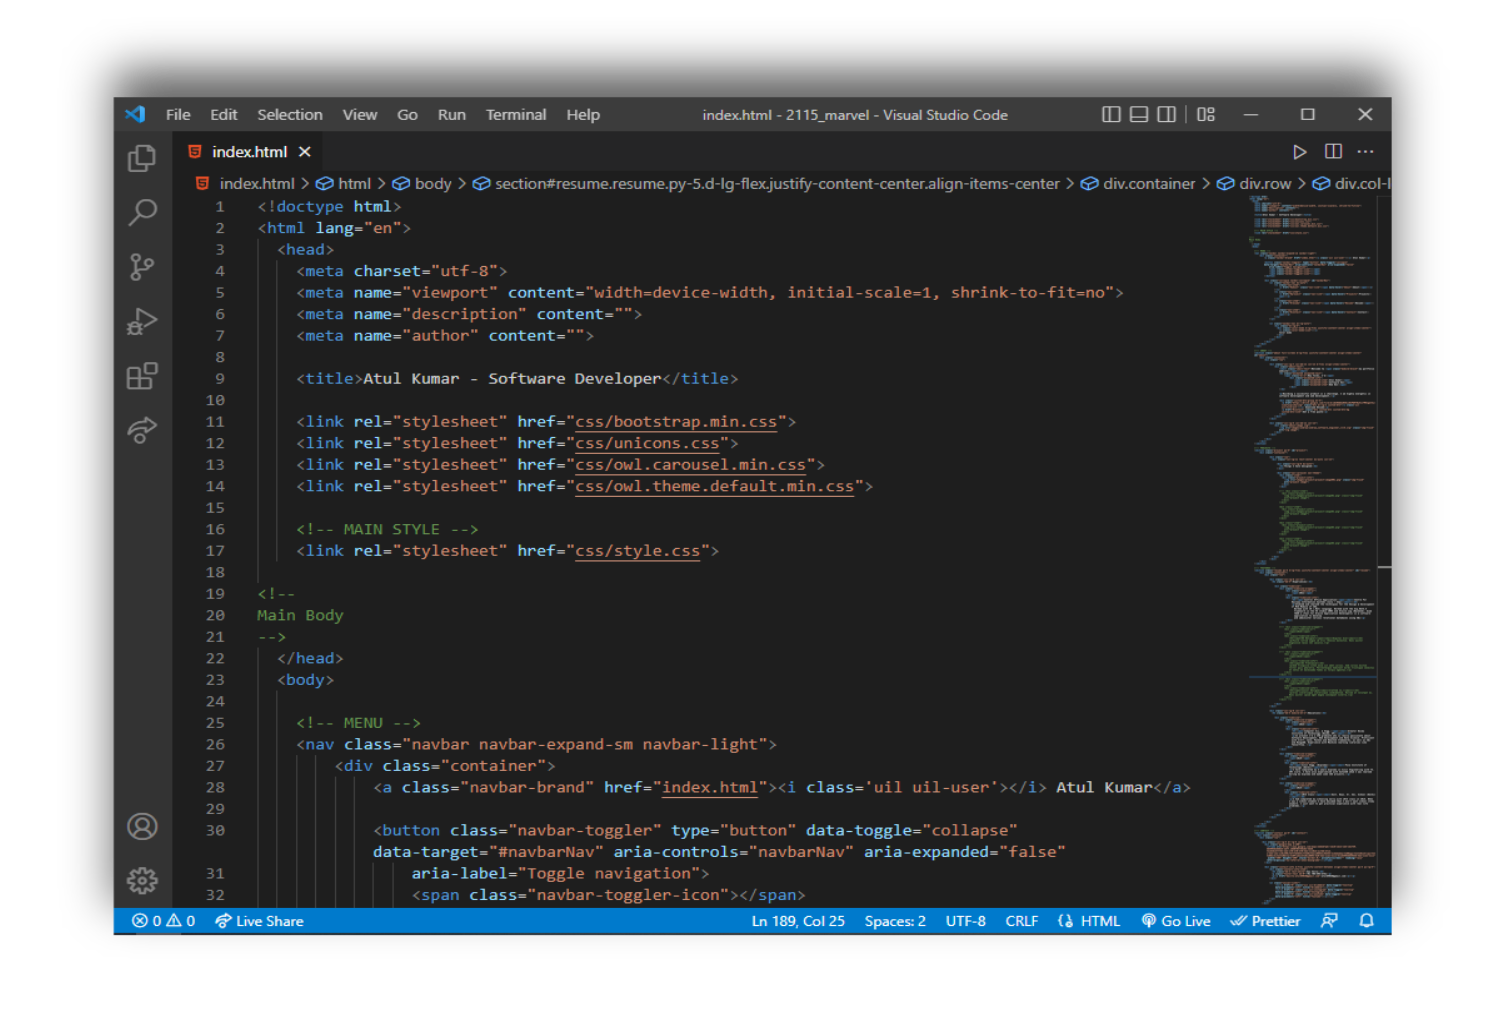 File Edit Selection View Go Run Terminal Help index.html - 2115_marvel - Visual Studio Code
index.html
index.html > html > body > section#resume.resume.py-5.d-lg-flex.justify-content-center.align-items-center > div.container > div.row > div.col-l
1 <!doctype html>
2 <html lang="en">
3 <head>
4 <meta charset="utf-8">
5 <meta name="viewport" content="width=device-width, initial-scale=1, shrink-to-fit=no">
6 <meta name="description" content="">
7 <meta name="author" content="">
8
9 <title>Atul Kumar - Software Developer</title>
10
11 <link rel="stylesheet" href="css/bootstrap.min.css">
12 <link rel="stylesheet" href="css/unicons.css">
13 <link rel="stylesheet" href="css/owl.carousel.min.css">
14 <link rel="stylesheet" href="css/owl.theme.default.min.css">
15
16 <!-- MAIN STYLE -->
17 <link rel="stylesheet" href="css/style.css">
18
19 <!--
20 Main Body
21 -->
22 </head>
23 <body>
24
25 <!-- MENU -->
26 <nav class="navbar navbar-expand-sm navbar-light">
27 <div class="container">
28 <a class="navbar-brand" href="index.html"><i class='uil uil-user'></i> Atul Kumar</a>
29
30 <button class="navbar-toggler" type="button" data-toggle="collapse"
data-target="#navbarNav" aria-controls="navbarNav" aria-expanded="false"
31 aria-label="Toggle navigation">
32 <span class="navbar-toggler-icon"></span>
0 0 Live Share Ln 189, Col 25 Spaces: 2 UTF-8 CRLF HTML Go Live Prettier